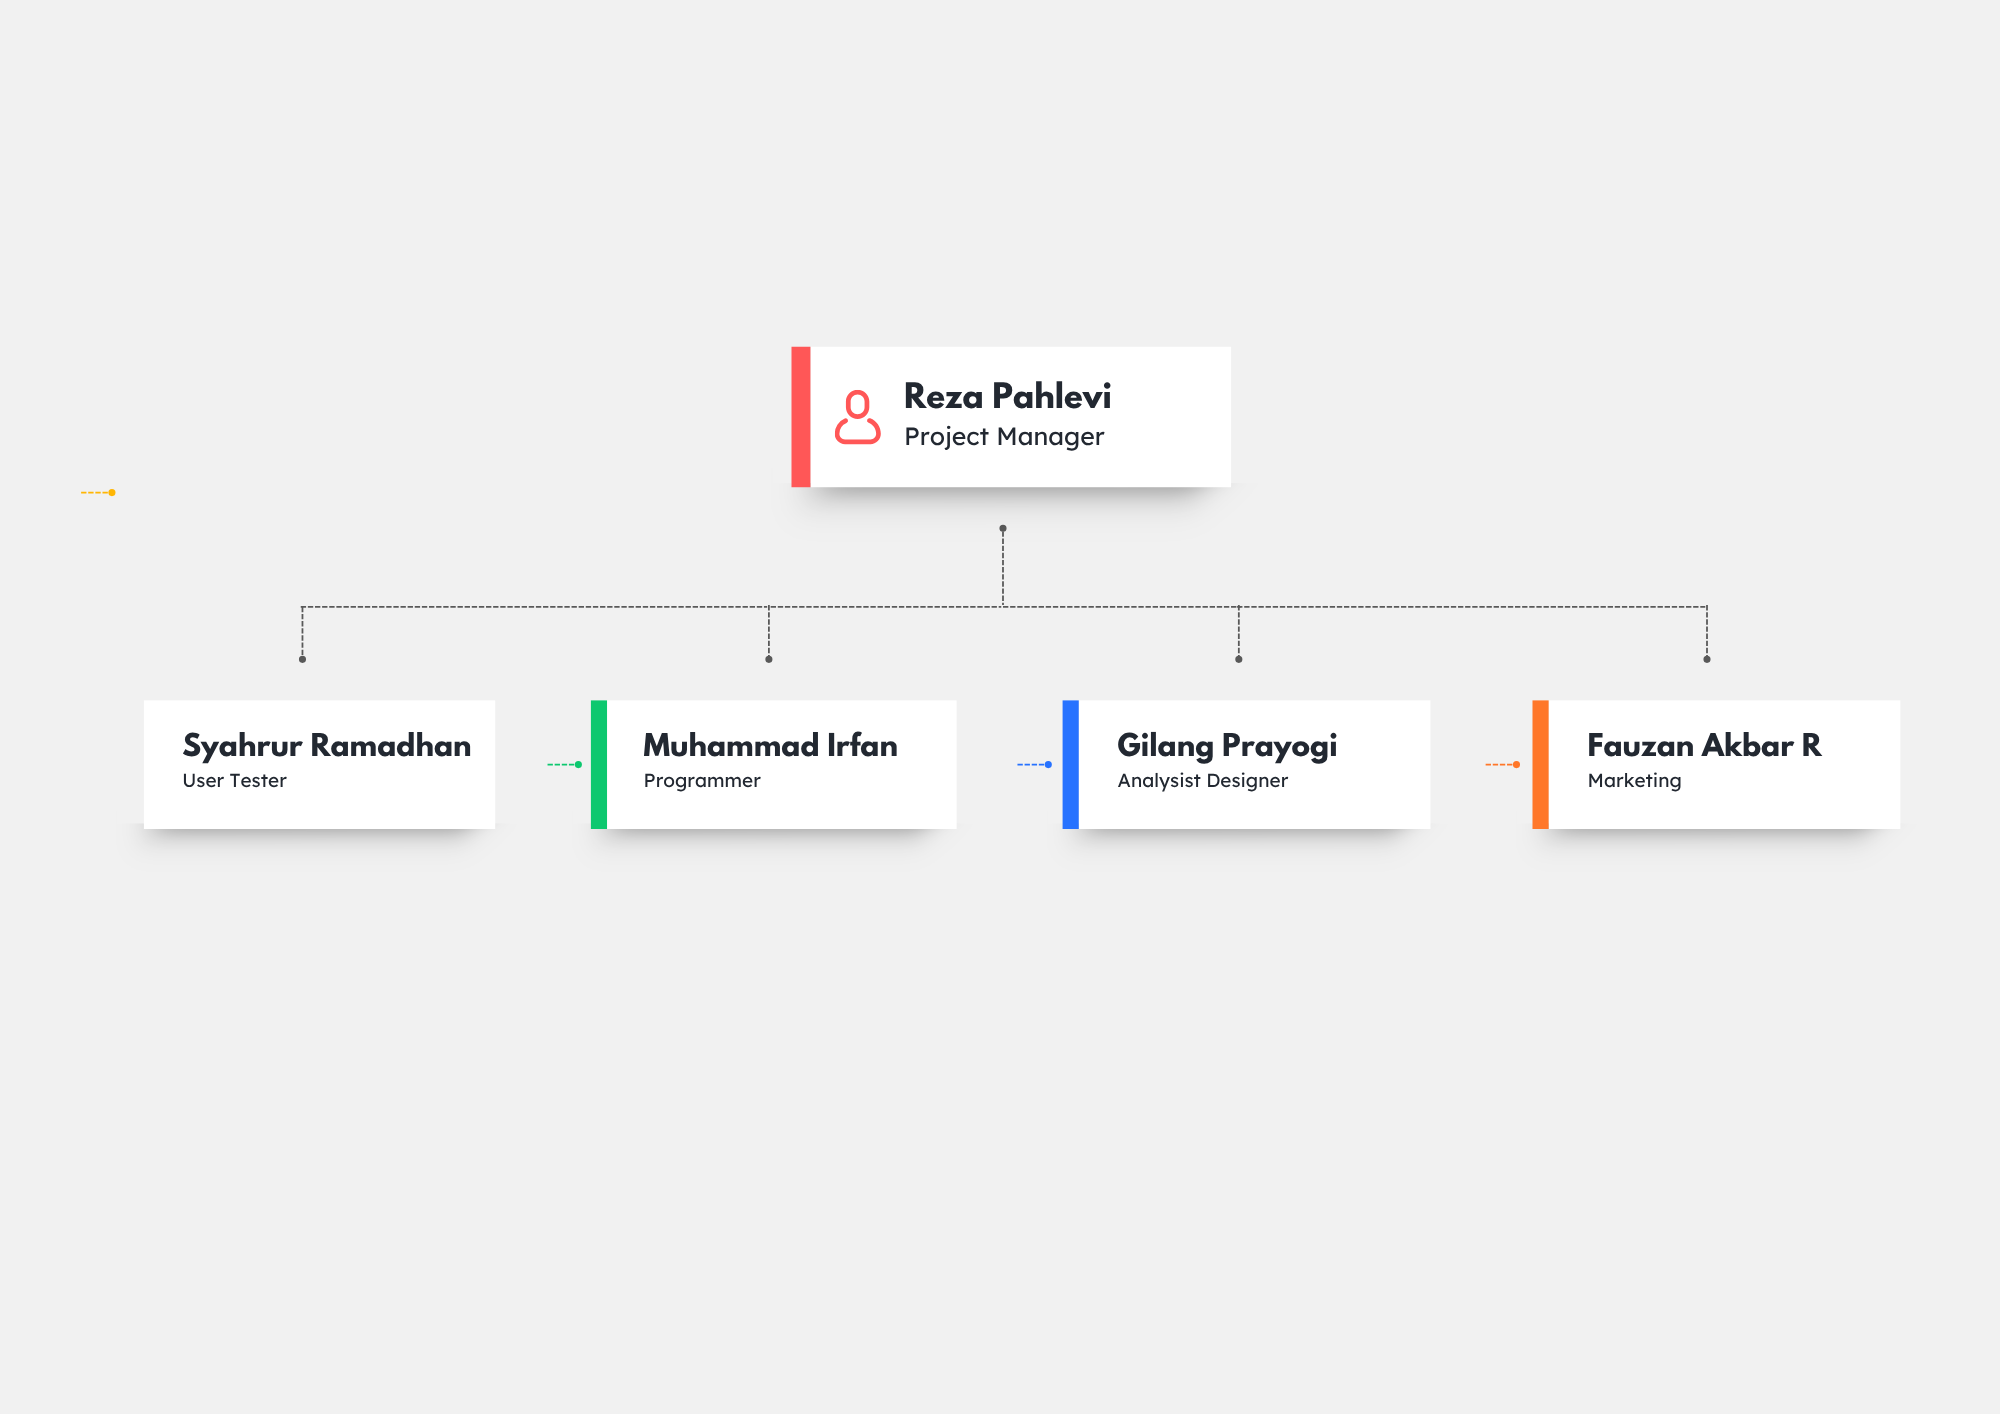 Reza Pahlevi
Project Manager
Syahrur Ramadhan
User Tester
Muhammad Irfan
Programmer
Gilang Prayogi
Analysist Designer
Fauzan Akbar R
Marketing